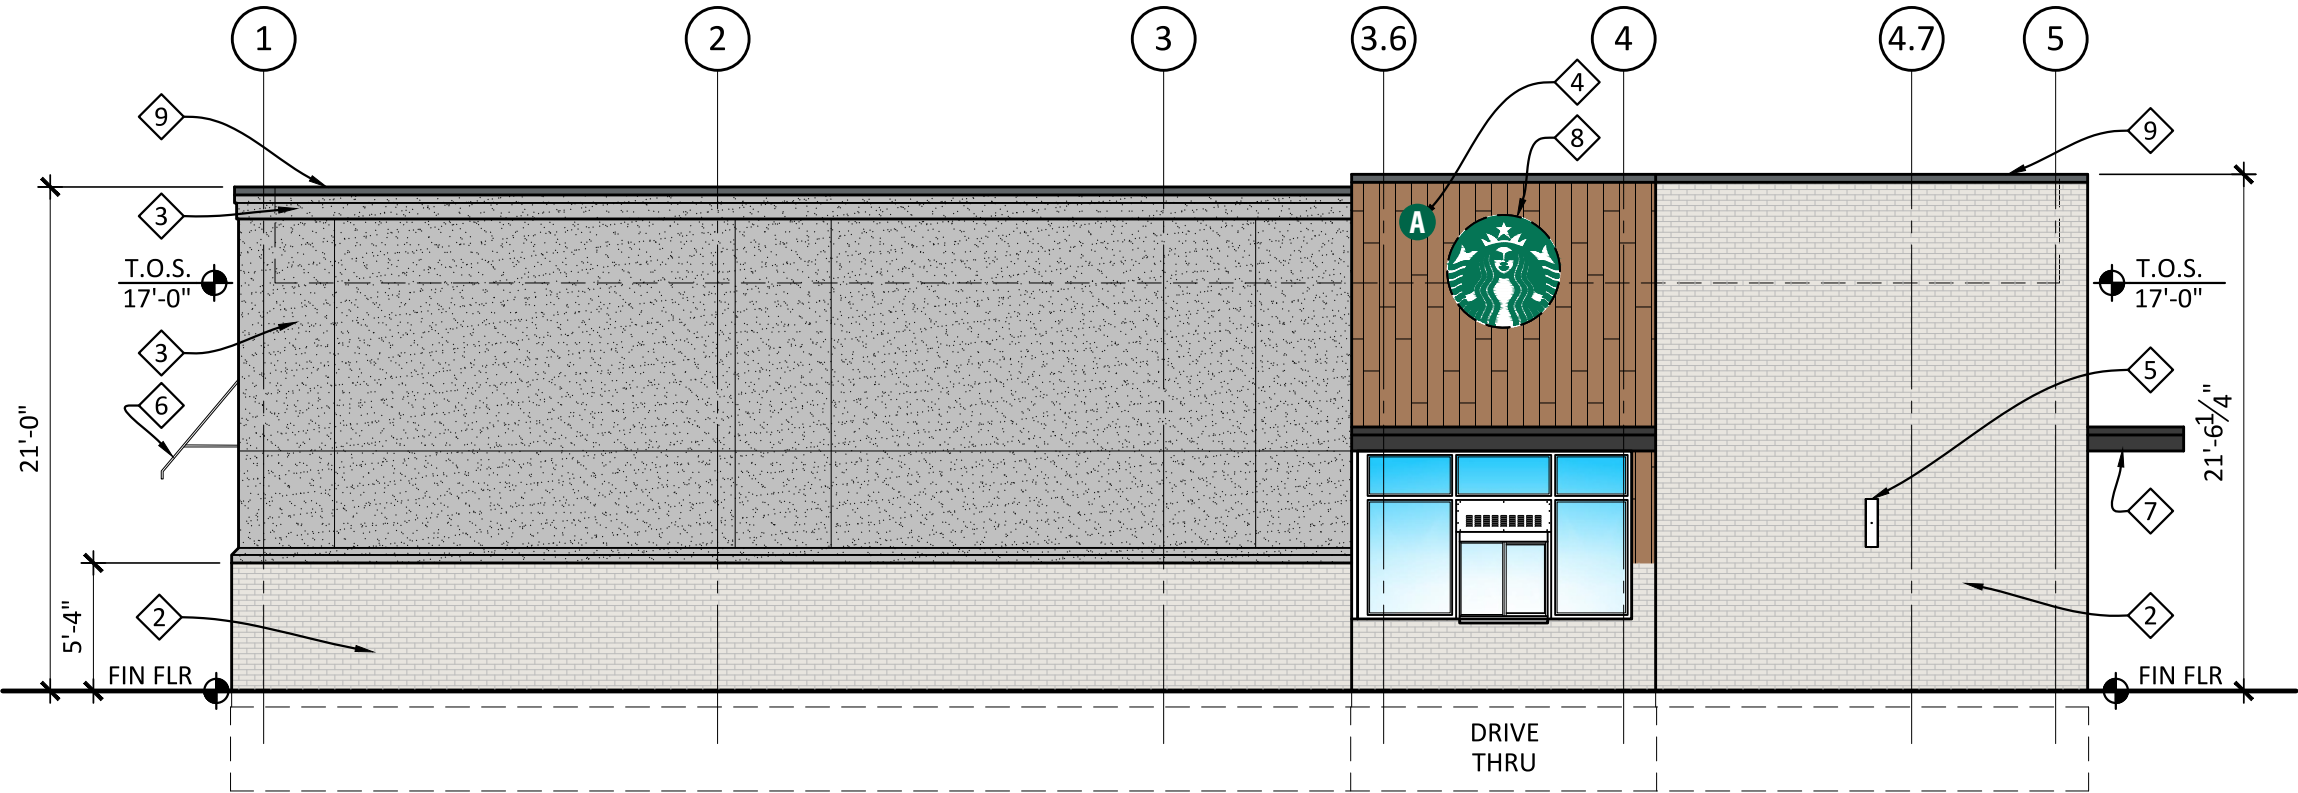 1 2 3 3.6 4 4.7 5
4
9
9
8
3
A
T.O.S.
17'-0"
T.O.S.
17'-0"
3
5
6
21'-0"
21'-6 1/4"
7
5'-4"
2
2
FIN FLR
FIN FLR
DRIVE
THRU